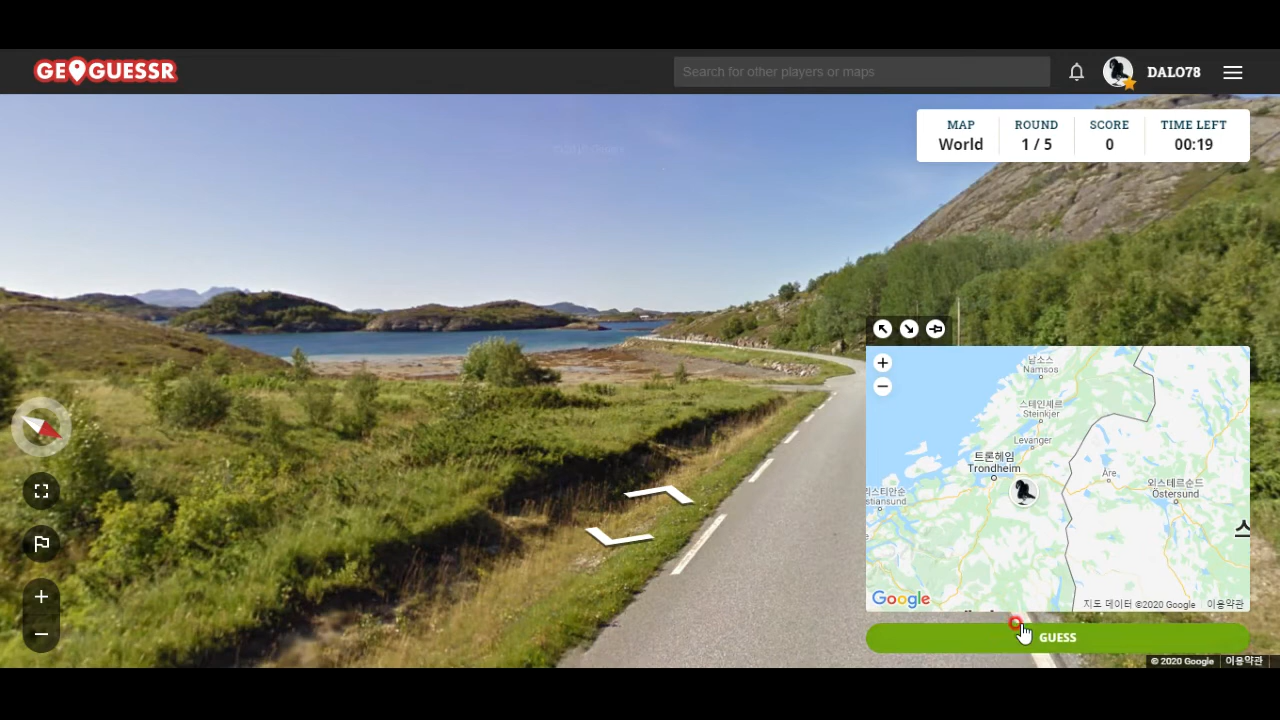 GEOGUESSR
Search for other players or maps
DALO78
MAP
World
ROUND
1 / 5
SCORE
0
TIME LEFT
00:19
남소스
Namsos
스테인셰르
Steinkjer
Levanger
트론헤임
Trondheim
Åre
외스테르순드
Östersund
stiansund
Google
지도 데이터 ©2020 Google
이용약관
GUESS
© 2020 Google
이용약관